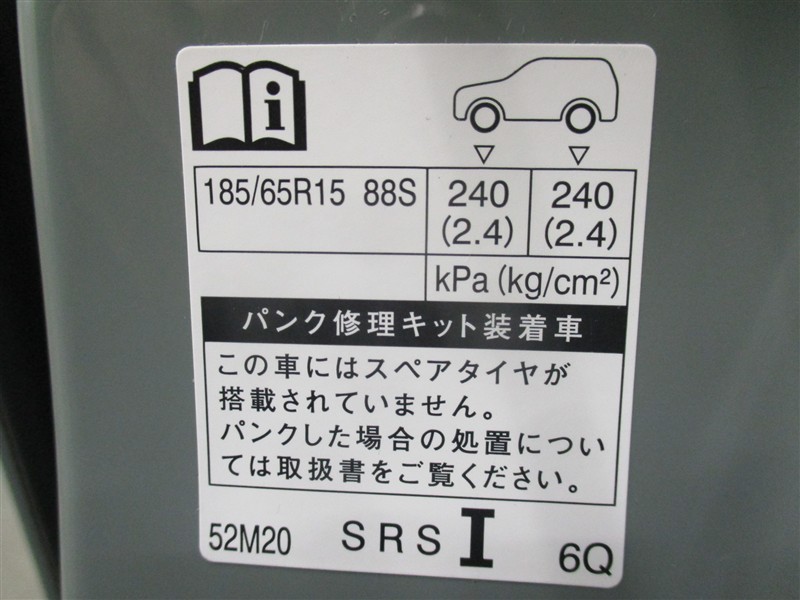 i
185/65R15 88S 240 240
(2.4) (2.4)
kPa (kg/cm²)
パンク修理キット装着車
この車にはスペアタイヤが
搭載されていません。
パンクした場合の処置につい
ては取扱書をご覧ください。
52M20 SRS I 6Q